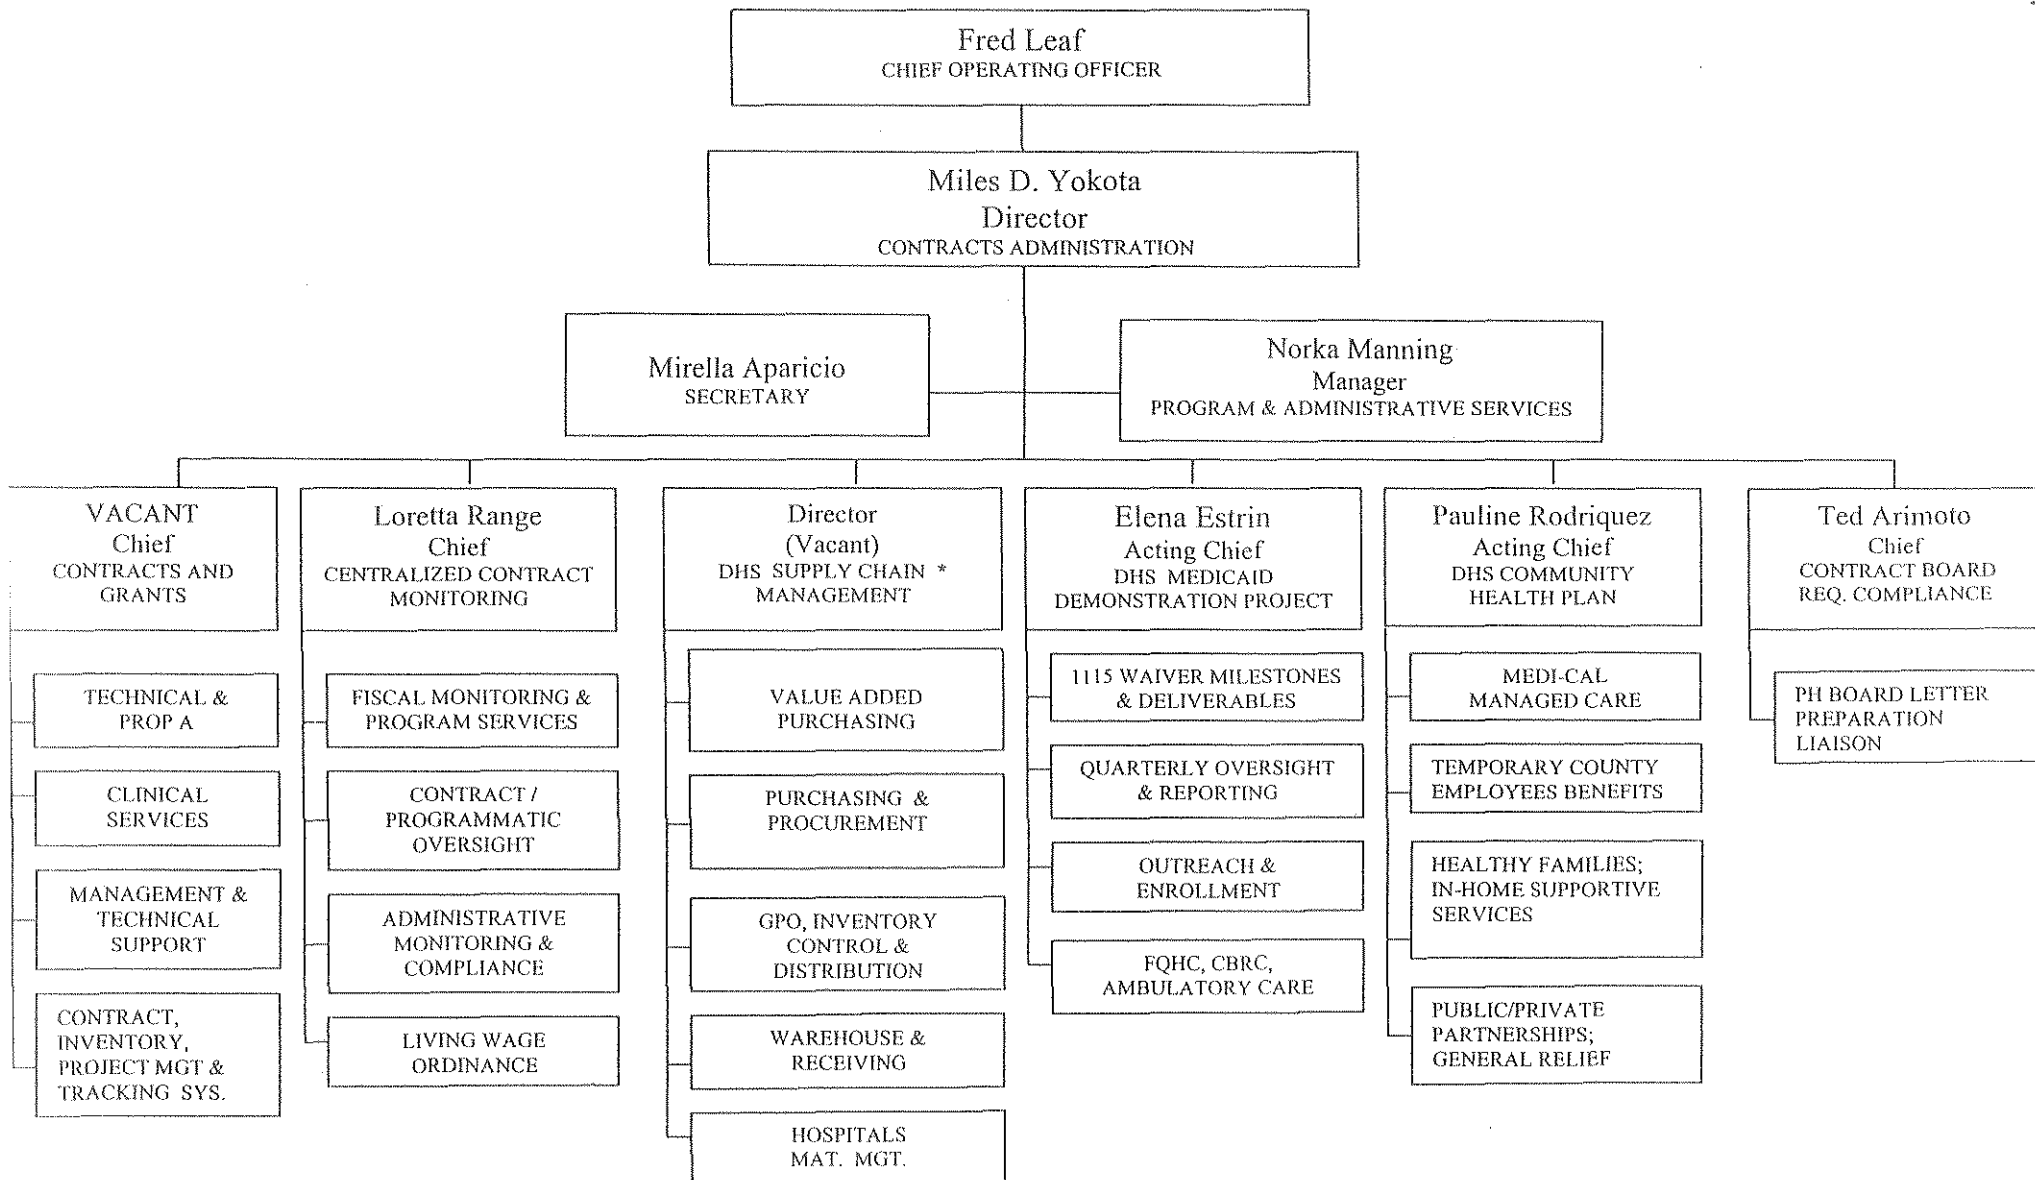 Fred Leaf
CHIEF OPERATING OFFICER
Miles D. Yokota
Director
CONTRACTS ADMINISTRATION
Mirella Aparicio
SECRETARY
Norka Manning
Manager
PROGRAM & ADMINISTRATIVE SERVICES
VACANT
Chief
CONTRACTS AND
GRANTS
TECHNICAL &
PROP A
CLINICAL
SERVICES
MANAGEMENT &
TECHNICAL
SUPPORT
CONTRACT,
INVENTORY,
PROJECT MGT &
TRACKING SYS.
Loretta Range
Chief
CENTRALIZED CONTRACT
MONITORING
FISCAL MONITORING &
PROGRAM SERVICES
CONTRACT /
PROGRAMMATIC
OVERSIGHT
ADMINISTRATIVE
MONITORING &
COMPLIANCE
LIVING WAGE
ORDINANCE
Director
(Vacant)
DHS SUPPLY CHAIN *
MANAGEMENT
VALUE ADDED
PURCHASING
PURCHASING &
PROCUREMENT
GPO, INVENTORY
CONTROL &
DISTRIBUTION
WAREHOUSE &
RECEIVING
HOSPITALS
MAT. MGT.
Elena Estrin
Acting Chief
DHS MEDICAID
DEMONSTRATION PROJECT
1115 WAIVER MILESTONES
& DELIVERABLES
QUARTERLY OVERSIGHT
& REPORTING
OUTREACH &
ENROLLMENT
FQHC, CBRC,
AMBULATORY CARE
Pauline Rodriquez
Acting Chief
DHS COMMUNITY
HEALTH PLAN
MEDI-CAL
MANAGED CARE
TEMPORARY COUNTY
EMPLOYEES BENEFITS
HEALTHY FAMILIES;
IN-HOME SUPPORTIVE
SERVICES
PUBLIC/PRIVATE
PARTNERSHIPS;
GENERAL RELIEF
Ted Arimoto
Chief
CONTRACT BOARD
REQ. COMPLIANCE
PH BOARD LETTER
PREPARATION
LIAISON